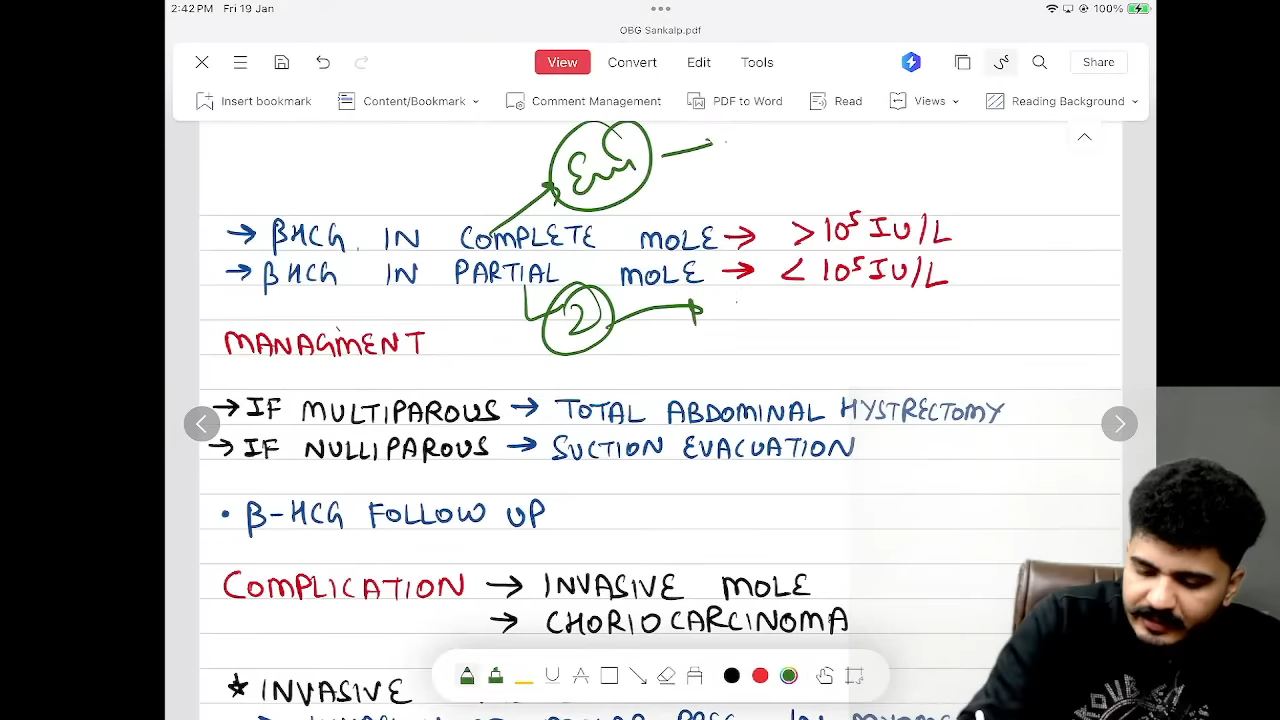 2:42 PM Fri 19 Jan
100%
OBG Sankalp.pdf
View Convert Edit Tools
Share
Insert bookmark Content/Bookmark Comment Management PDF to Word Read Views Reading Background
→ βHCG IN COMPLETE MOLE → >10⁵ IU/L
→ βHCG IN PARTIAL MOLE → <10⁵ IU/L
2
MANAGMENT
→ IF MULTIPAROUS → TOTAL ABDOMINAL HYSTRECTOMY
→ IF NULLIPAROUS → SUCTION EVACUATION
• β-HCG FOLLOW UP
COMPLICATION → INVASIVE MOLE
→ CHORIOCARCINOMA
★ INVASIVE